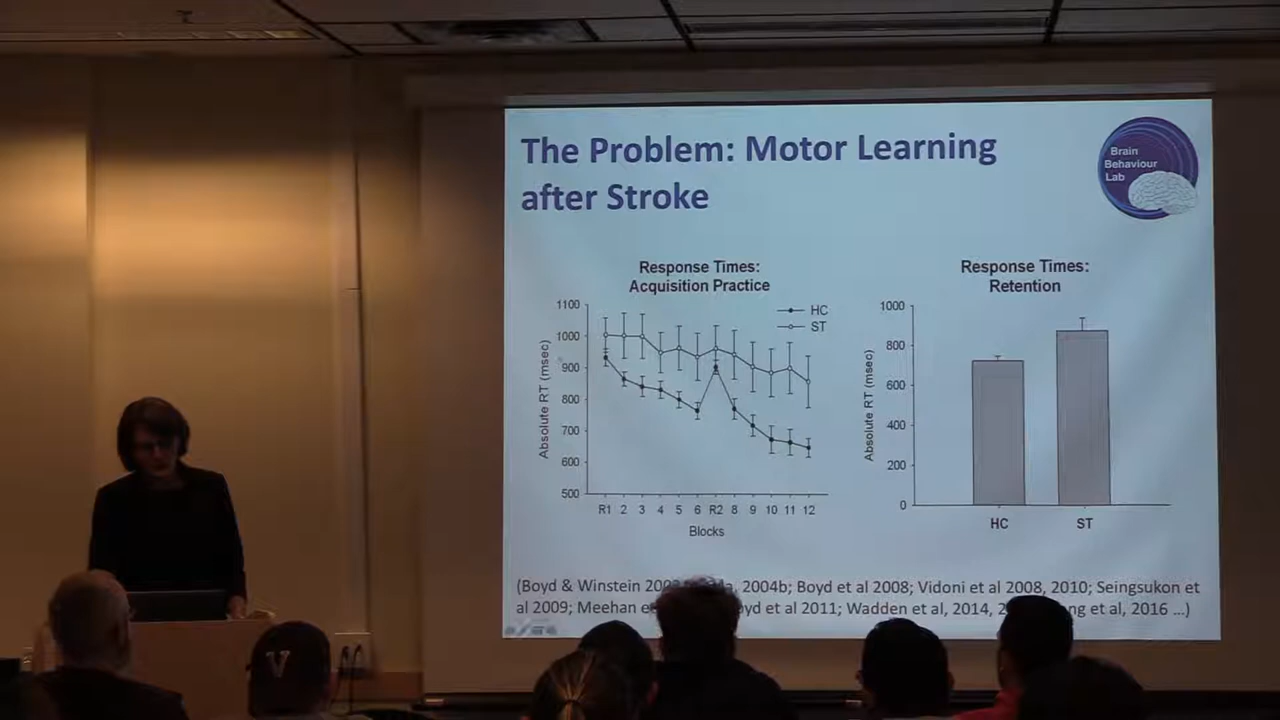 The Problem: Motor Learning
after Stroke
Brain
Behaviour
Lab
Response Times:
Acquisition Practice
1100
1000
900
800
700
600
500
Absolute RT (msec)
HC
ST
R1 2 3 4 5 6 R2 8 9 10 11 12
Blocks
Response Times:
Retention
1000
800
600
400
200
0
Absolute RT (msec)
HC ST
(Boyd & Winstein 2004b; Boyd et al 2008; Vidoni et al 2008, 2010; Seingsukon et
al 2009; Meehan et al 2011; Wadden et al, 2014, et al, 2016 ...)
V